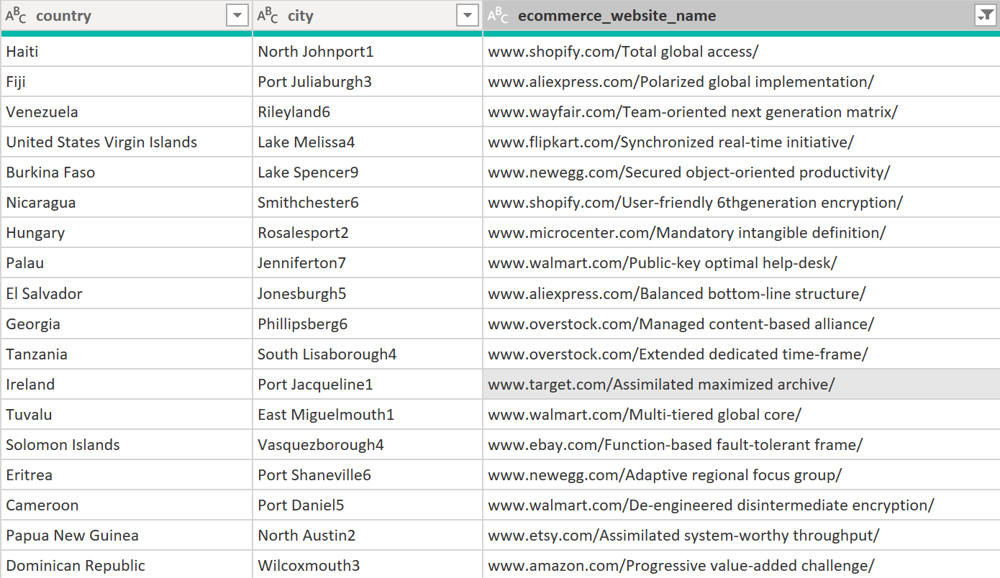 ABC country ABC city ABC ecommerce_website_name
Haiti North Johnport1 www.shopify.com/Total global access/
Fiji Port Juliaburgh3 www.aliexpress.com/Polarized global implementation/
Venezuela Rileyland6 www.wayfair.com/Team-oriented next generation matrix/
United States Virgin Islands Lake Melissa4 www.flipkart.com/Synchronized real-time initiative/
Burkina Faso Lake Spencer9 www.newegg.com/Secured object-oriented productivity/
Nicaragua Smithchester6 www.shopify.com/User-friendly 6thgeneration encryption/
Hungary Rosalesport2 www.microcenter.com/Mandatory intangible definition/
Palau Jenniferton7 www.walmart.com/Public-key optimal help-desk/
El Salvador Jonesburgh5 www.aliexpress.com/Balanced bottom-line structure/
Georgia Phillipsberg6 www.overstock.com/Managed content-based alliance/
Tanzania South Lisaborough4 www.overstock.com/Extended dedicated time-frame/
Ireland Port Jacqueline1 www.target.com/Assimilated maximized archive/
Tuvalu East Miguelmouth1 www.walmart.com/Multi-tiered global core/
Solomon Islands Vasquezborough4 www.ebay.com/Function-based fault-tolerant frame/
Eritrea Port Shaneville6 www.newegg.com/Adaptive regional focus group/
Cameroon Port Daniel5 www.walmart.com/De-engineered disintermediate encryption/
Papua New Guinea North Austin2 www.etsy.com/Assimilated system-worthy throughput/
Dominican Republic Wilcoxmouth3 www.amazon.com/Progressive value-added challenge/